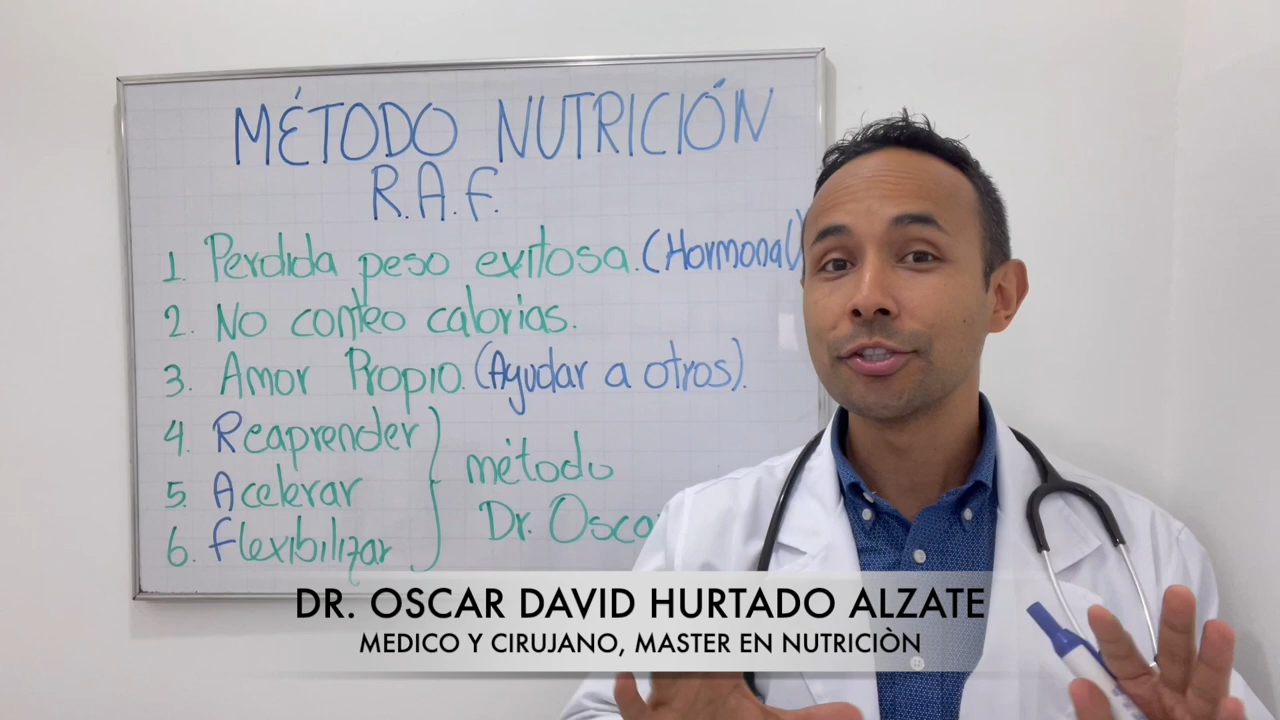 MÉTODO NUTRICIÓN
R.A.F.
1. Perdida peso exitosa. (Hormonal)
2. No conteo calorias.
3. Amor Propio. (Ayudar a otros).
4. Reaprender
5. Acelerar
6. Flexibilizar
método
Dr. Osca
DR. OSCAR DAVID HURTADO ALZATE
MEDICO Y CIRUJANO, MASTER EN NUTRICIÒN